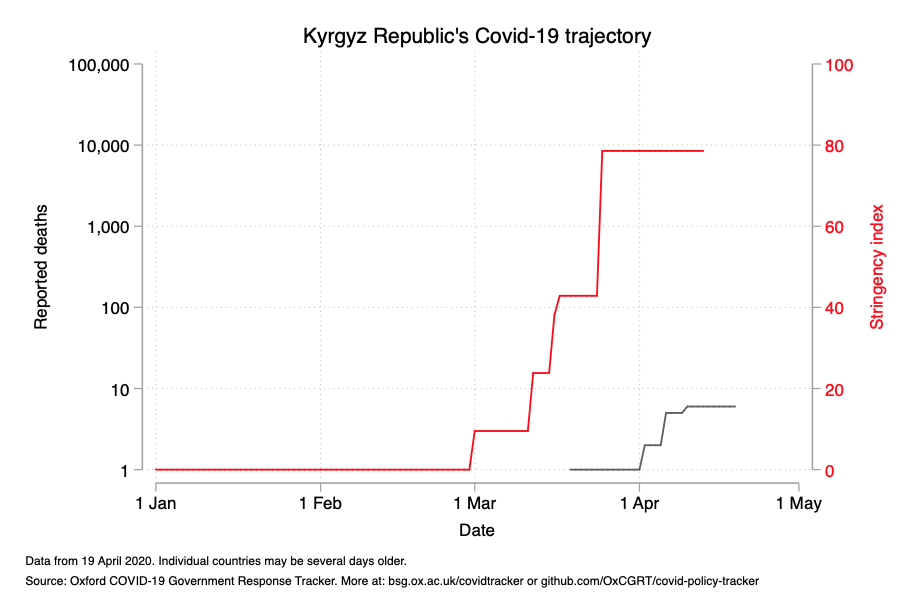 Kyrgyz Republic's Covid-19 trajectory
100,000
10,000
1,000
100
10
1
Reported deaths
100
80
60
40
20
0
Stringency index
1 Jan
1 Feb
1 Mar
1 Apr
1 May
Date
Data from 19 April 2020. Individual countries may be several days older.
Source: Oxford COVID-19 Government Response Tracker. More at: bsg.ox.ac.uk/covidtracker or github.com/OxCGRT/covid-policy-tracker